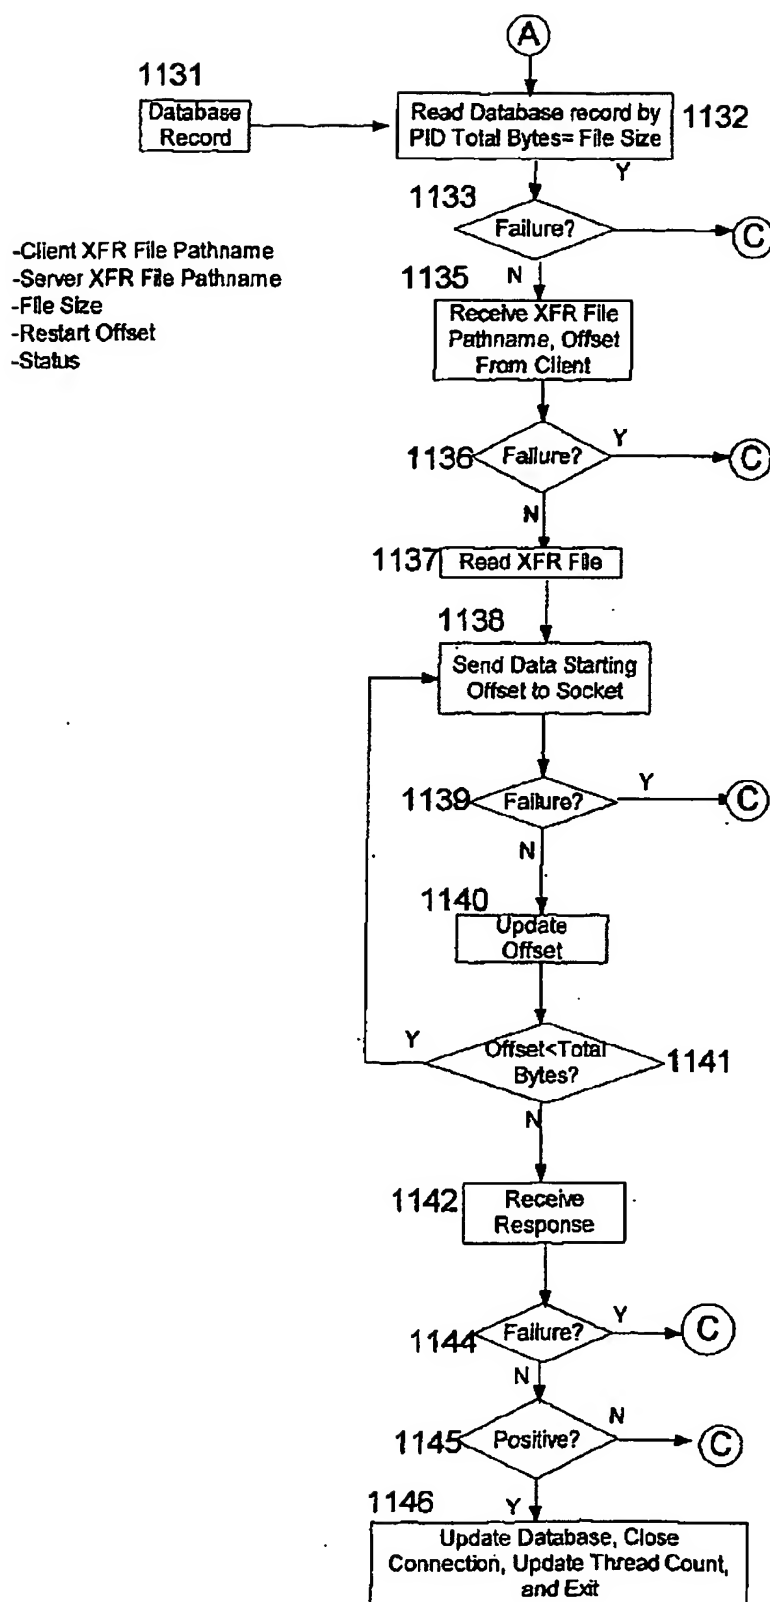 A
1131
Database
Record
Read Database record by
PID Total Bytes= File Size
1132
Y
1133
Failure?
C
-Client XFR File Pathname
-Server XFR File Pathname
-File Size
-Restart Offset
-Status
N
1135
Receive XFR File
Pathname, Offset
From Client
1136
Failure?
Y
C
N
1137
Read XFR File
1138
Send Data Starting
Offset to Socket
1139
Failure?
Y
C
N
1140
Update
Offset
Y
Offset<Total
Bytes?
1141
N
1142
Receive
Response
1144
Failure?
Y
C
N
1145
Positive?
N
C
1146
Y
Update Database, Close
Connection, Update Thread Count,
and Exit